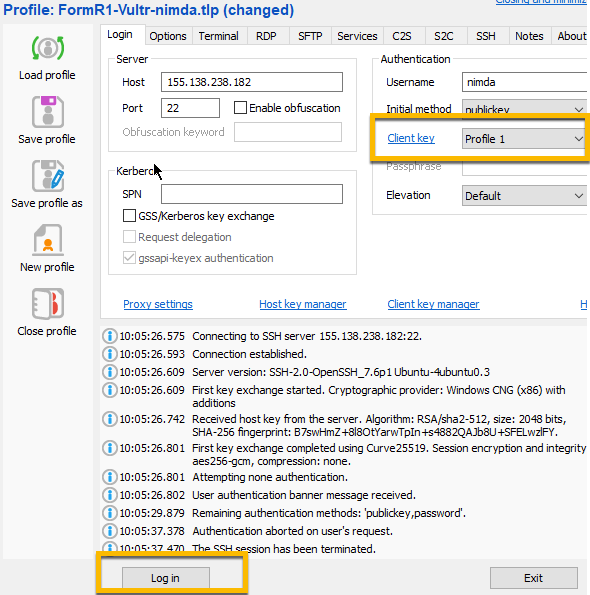 Closing and minimiz
Profile: FormR1-Vultr-nimda.tlp (changed)
Load profile
Save profile
Save profile as
New profile
Close profile
Login Options Terminal RDP SFTP Services C2S S2C SSH Notes About
Server
Host 155.138.238.182
Port 22 Enable obfuscation
Obfuscation keyword
Kerberos
SPN
GSS/Kerberos key exchange
Request delegation
gssapi-keyex authentication
Authentication
Username nimda
Initial method publickey
Client key Profile 1
Passphrase
Elevation Default
Proxy settings Host key manager Client key manager H
10:05:26.575 Connecting to SSH server 155.138.238.182:22.
10:05:26.593 Connection established.
10:05:26.609 Server version: SSH-2.0-OpenSSH_7.6p1 Ubuntu-4ubuntu0.3
10:05:26.609 First key exchange started. Cryptographic provider: Windows CNG (x86) with
additions
10:05:26.742 Received host key from the server. Algorithm: RSA/sha2-512, size: 2048 bits,
SHA-256 fingerprint: B7swHmZ+8l8OtYarwTpIn+s4882QAJb8U+SFELwzlFY.
10:05:26.801 First key exchange completed using Curve25519. Session encryption and integrity
aes256-gcm, compression: none.
10:05:26.801 Attempting none authentication.
10:05:26.802 User authentication banner message received.
10:05:29.879 Remaining authentication methods: 'publickey,password'.
10:05:37.378 Authentication aborted on user's request.
10:05:37.470 The SSH session has been terminated.
Log in Exit